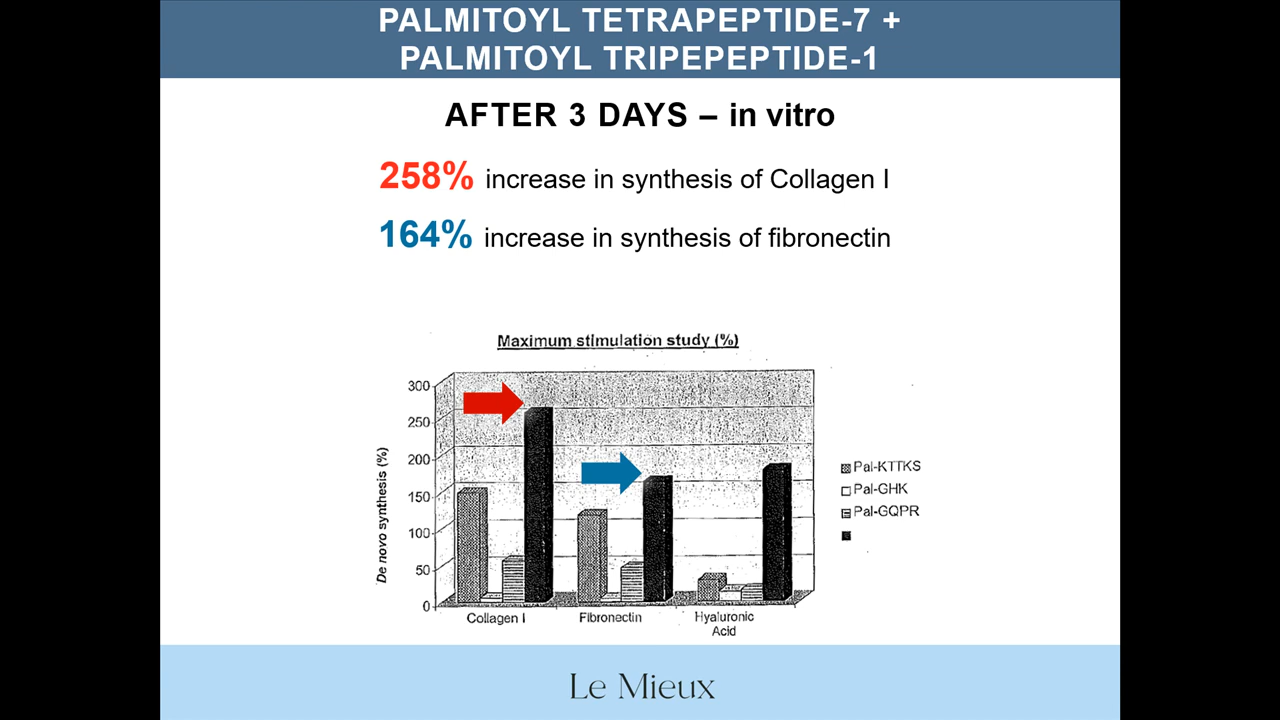 PALMITOYL TETRAPEPTIDE-7 +
PALMITOYL TRIPEPEPTIDE-1
AFTER 3 DAYS – in vitro
258% increase in synthesis of Collagen I
164% increase in synthesis of fibronectin
Maximum stimulation study (%)
De novo synthesis (%)
300
250
200
150
100
50
0
Collagen I
Fibronectin
Hyaluronic
Acid
Pal-KTTKS
Pal-GHK
Pal-GQPR
Le Mieux